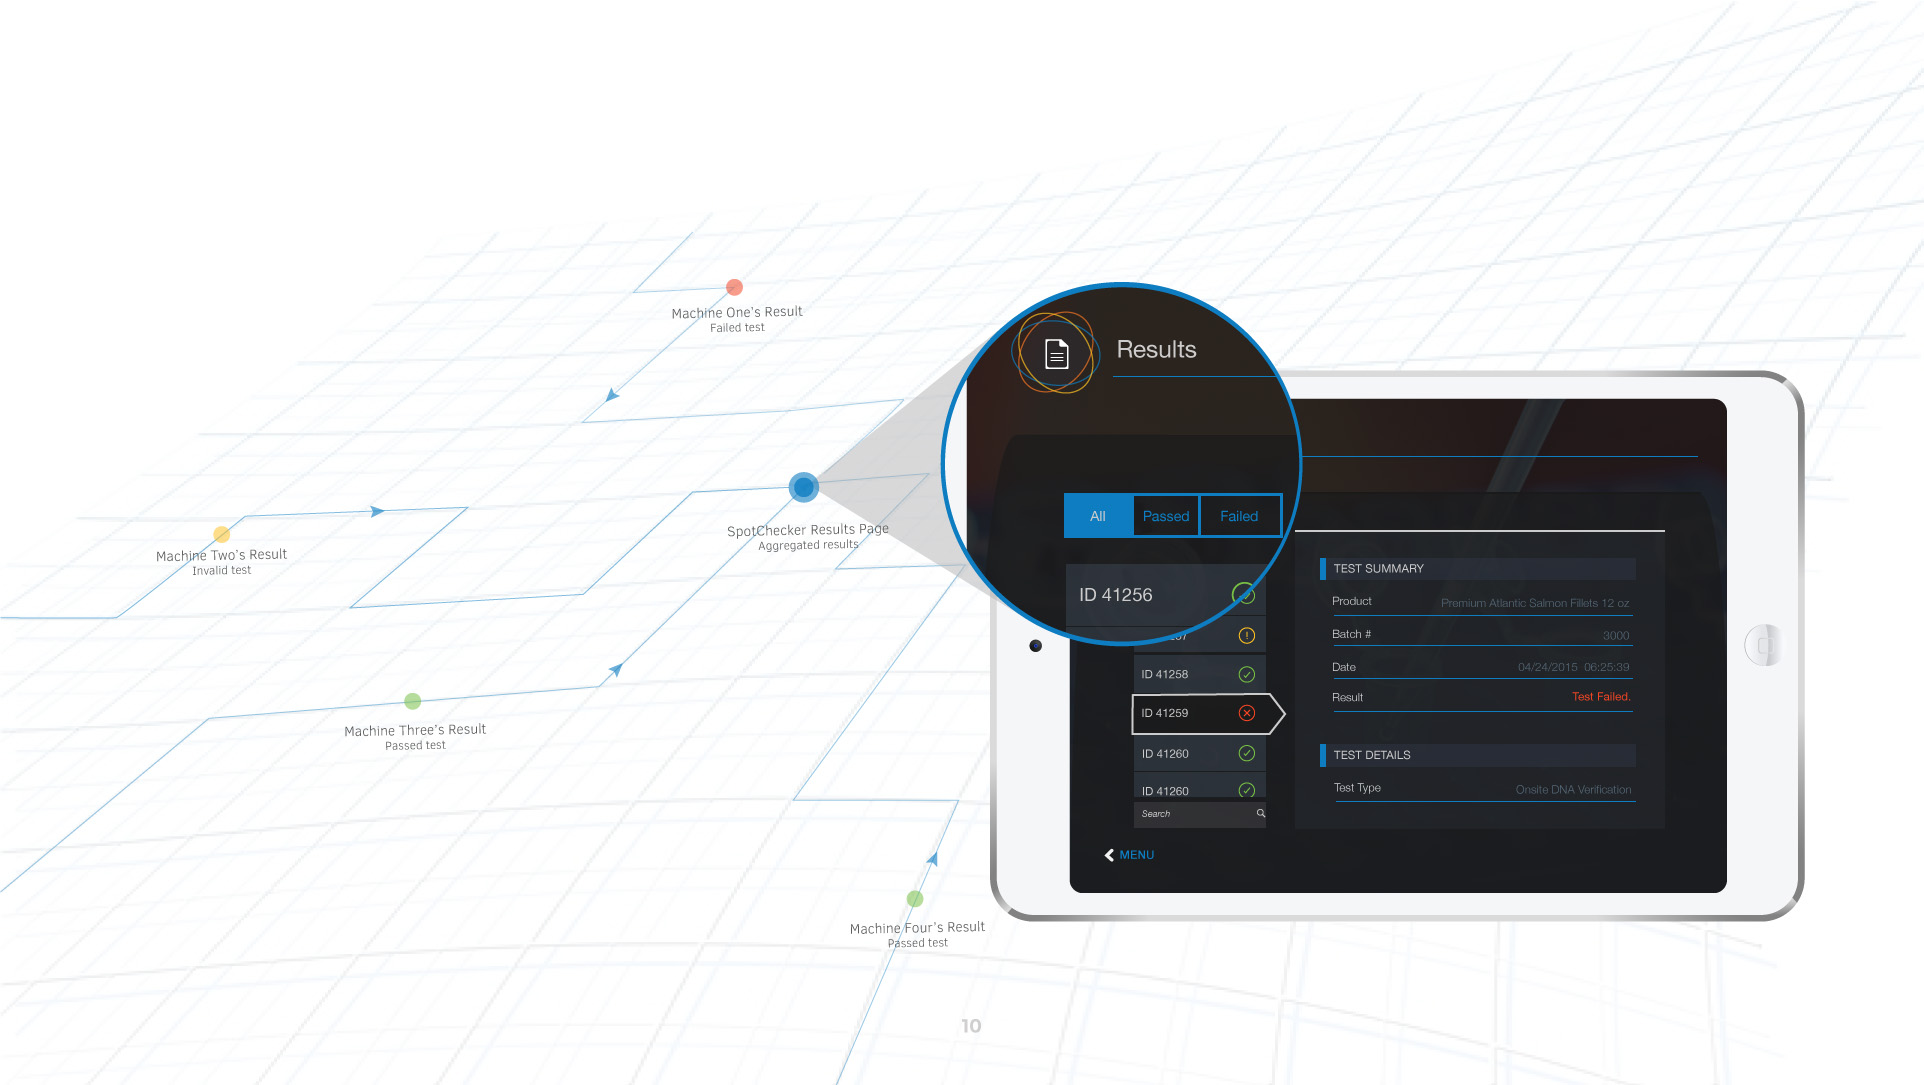 Machine One's Result
Failed test
Machine Two's Result
Invalid test
SpotChecker Results Page
Aggregated results
Machine Three's Result
Passed test
Machine Four's Result
Passed test
Results
All
Passed
Failed
ID 41256
ID 41258
ID 41259
ID 41260
ID 41260
Search
MENU
TEST SUMMARY
Product Premium Atlantic Salmon Fillets 12 oz
Batch # 3000
Date 04/24/2015 06:25:39
Result Test Failed.
TEST DETAILS
Test Type Onsite DNA Verification
10